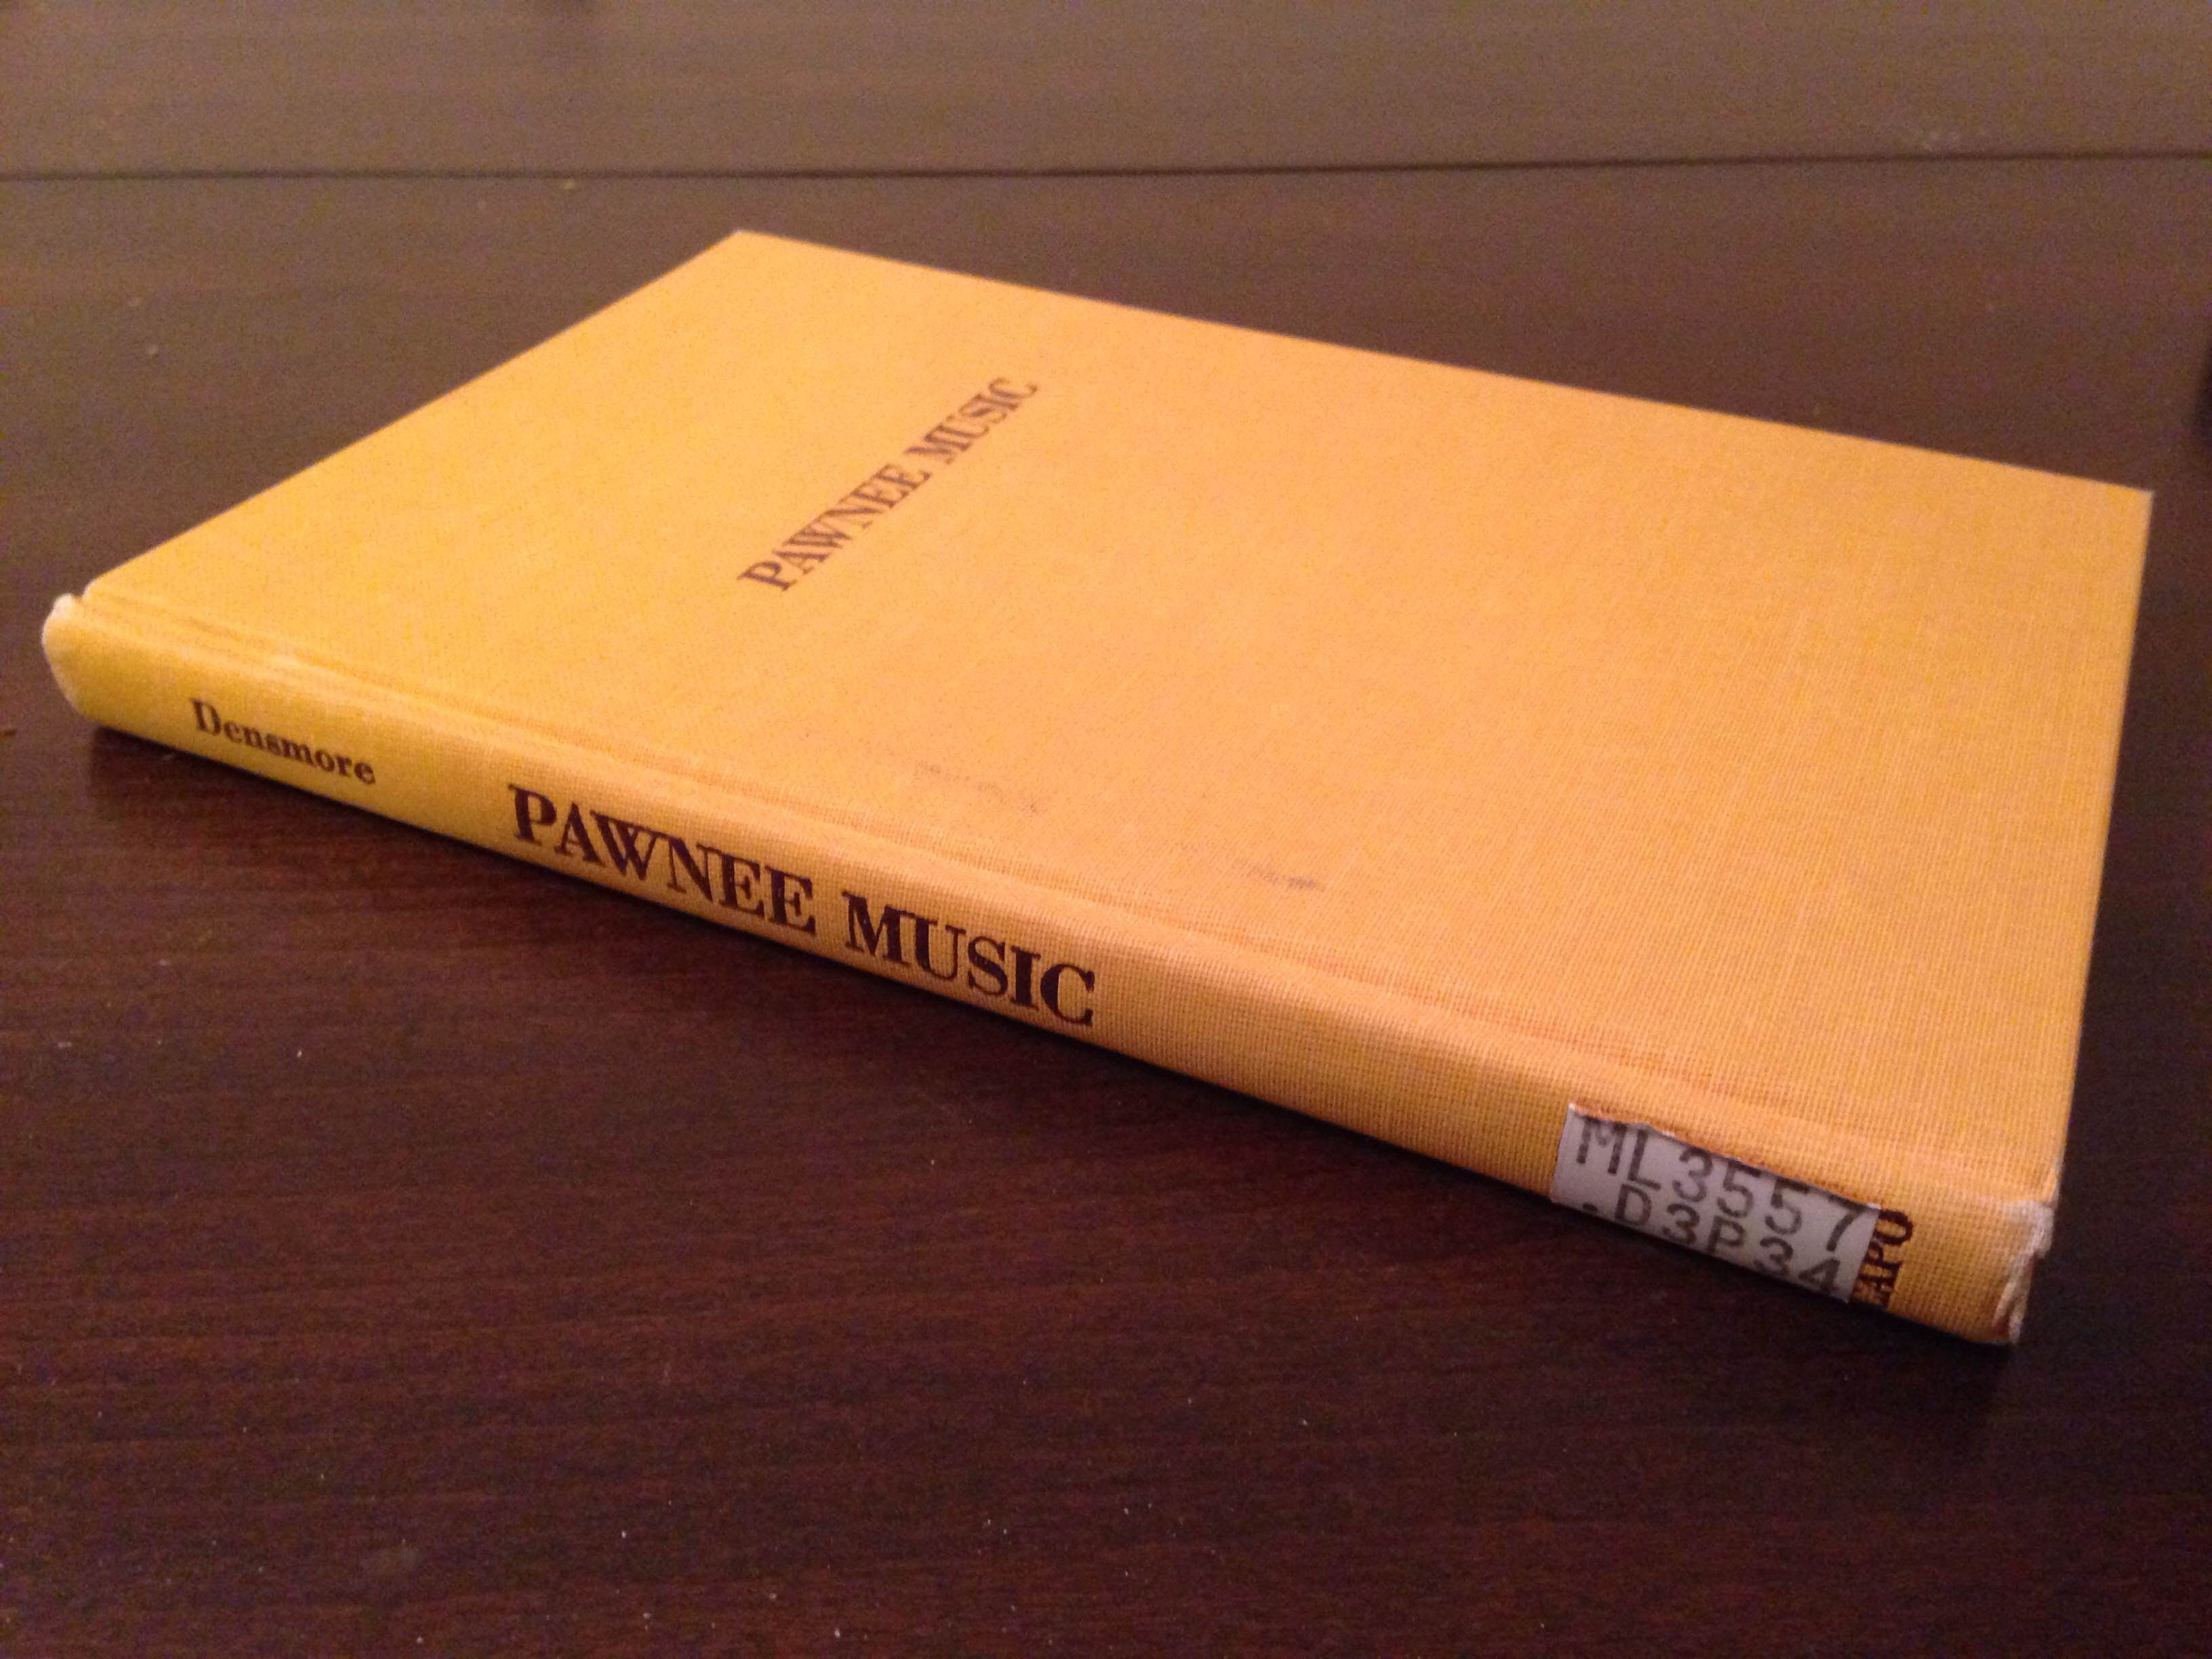 PAWNEE MUSIC
Densmore
PAWNEE MUSIC
ML3557
.D3P34